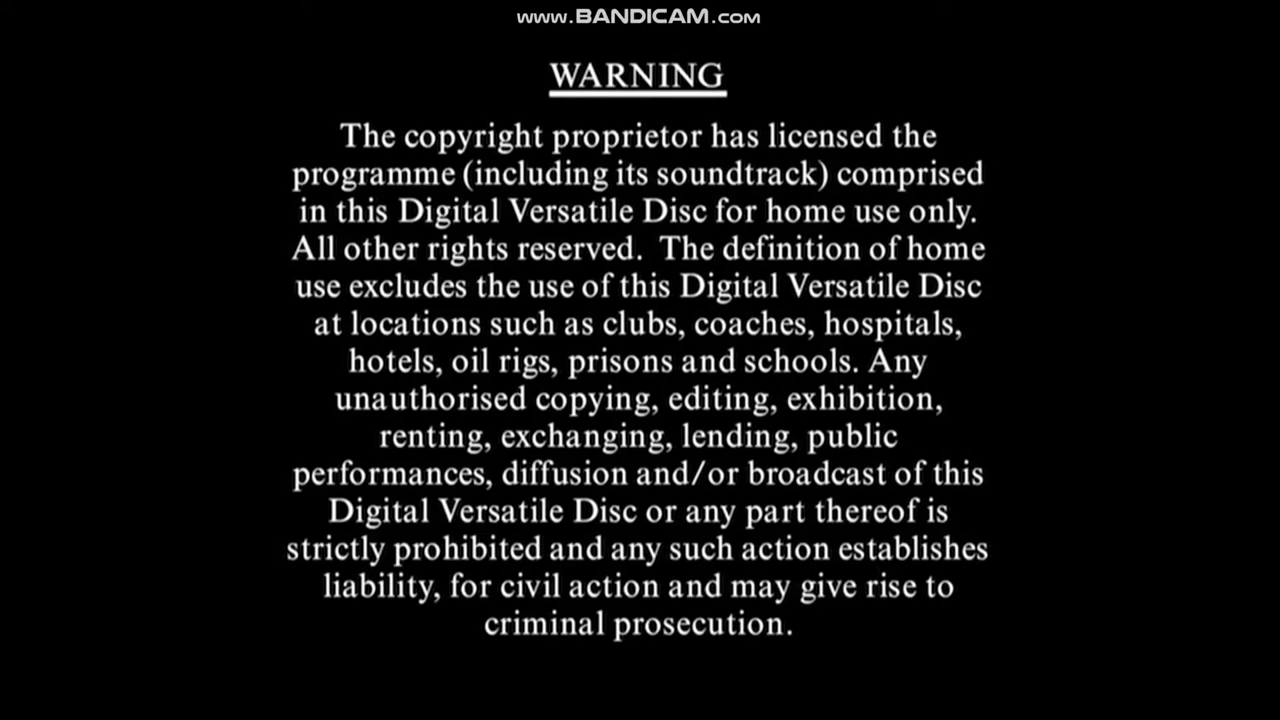 www.BANDICAM.com
WARNING
The copyright proprietor has licensed the
programme (including its soundtrack) comprised
in this Digital Versatile Disc for home use only.
All other rights reserved.  The definition of home
use excludes the use of this Digital Versatile Disc
at locations such as clubs, coaches, hospitals,
hotels, oil rigs, prisons and schools. Any
unauthorised copying, editing, exhibition,
renting, exchanging, lending, public
performances, diffusion and/or broadcast of this
Digital Versatile Disc or any part thereof is
strictly prohibited and any such action establishes
liability, for civil action and may give rise to
criminal prosecution.